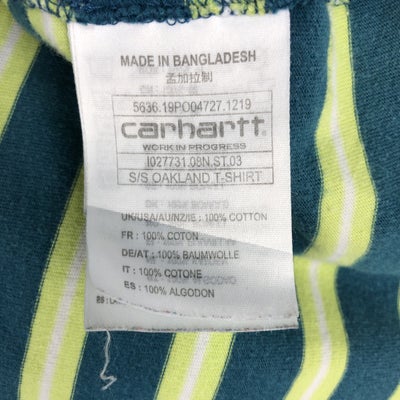 MADE IN BANGLADESH
孟加拉制
5636.19PO04727.1219
carhartt
WORK IN PROGRESS
I027731.08N.ST.03
S/S OAKLAND T-SHIRT
UK/USA/AU/NZ/IE : 100% COTTON
FR : 100% COTON
DE/AT : 100% BAUMWOLLE
IT : 100% COTONE
ES : 100% ALGODON